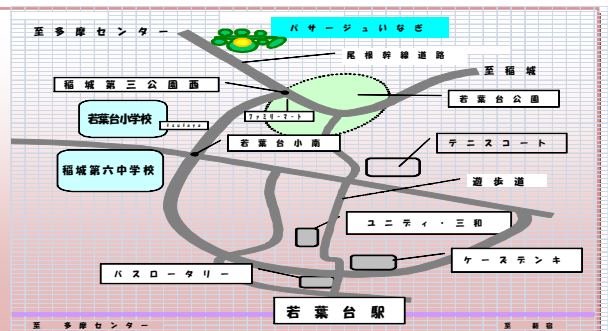 至多摩センター
パサージュいなぎ
尾根幹線道路
至稲城
稲城第三公園西
若葉台公園
ファミリーマート
若葉台小学校
若葉台小南
テニスコート
稲城第六中学校
遊歩道
ユニディ・三和
ケーズデンキ
バスロータリー
若葉台駅
至 多摩センター
至 新宿